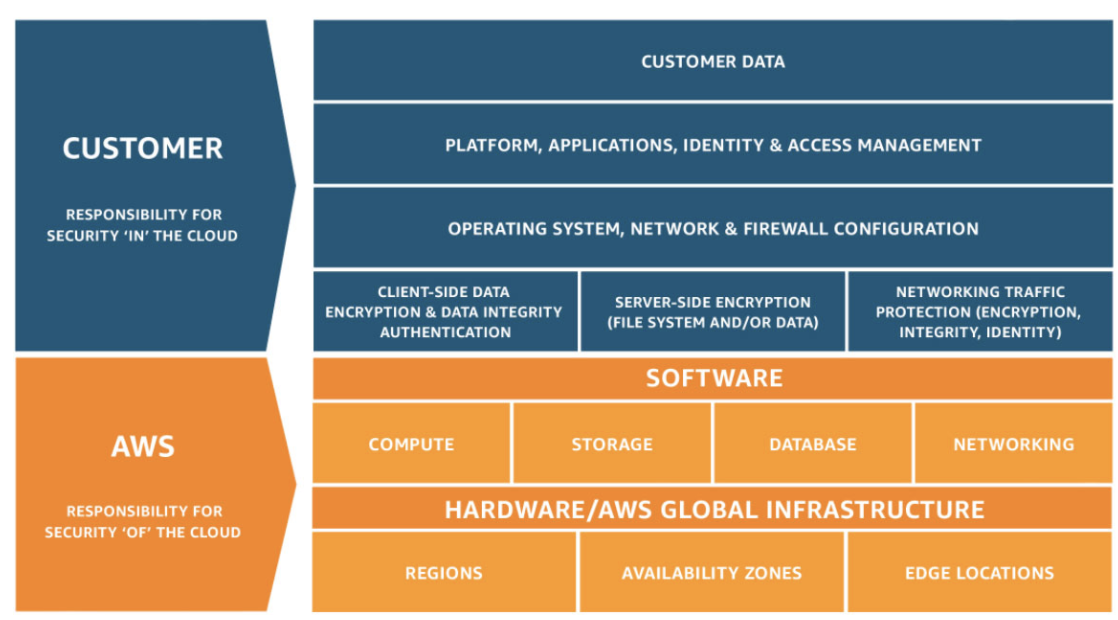 CUSTOMER
RESPONSIBILITY FOR
SECURITY ‘IN’ THE CLOUD
CUSTOMER DATA
PLATFORM, APPLICATIONS, IDENTITY & ACCESS MANAGEMENT
OPERATING SYSTEM, NETWORK & FIREWALL CONFIGURATION
CLIENT-SIDE DATA
ENCRYPTION & DATA INTEGRITY
AUTHENTICATION
SERVER-SIDE ENCRYPTION
(FILE SYSTEM AND/OR DATA)
NETWORKING TRAFFIC
PROTECTION (ENCRYPTION,
INTEGRITY, IDENTITY)
AWS
RESPONSIBILITY FOR
SECURITY ‘OF’ THE CLOUD
SOFTWARE
COMPUTE
STORAGE
DATABASE
NETWORKING
HARDWARE/AWS GLOBAL INFRASTRUCTURE
REGIONS
AVAILABILITY ZONES
EDGE LOCATIONS